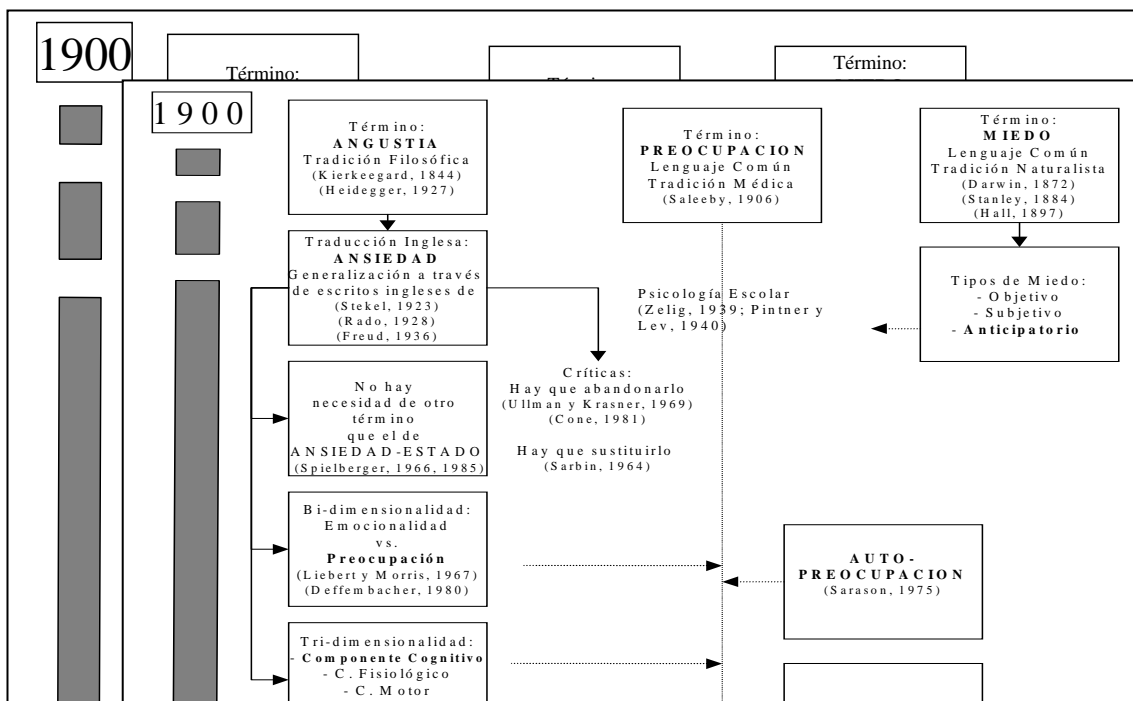 1900
Término:
Término:
1900
Término:
ANGUSTIA
Tradición Filosófica
(Kierkeegard, 1844)
(Heidegger, 1927)
Término:
PREOCUPACION
Lenguaje Común
Tradición Médica
(Saleeby, 1906)
Término:
MIEDO
Lenguaje Común
Tradición Naturalista
(Darwin, 1872)
(Stanley, 1884)
(Hall, 1897)
Traducción Inglesa:
ANSIEDAD
Generalización a través
de escritos ingleses de
(Stekel, 1923)
(Rado, 1928)
(Freud, 1936)
Psicología Escolar
(Zelig, 1939; Pintner y
Lev, 1940)
Tipos de Miedo:
- Objetivo
- Subjetivo
- Anticipatorio
No hay
necesidad de otro
término
que el de
ANSIEDAD-ESTADO
(Spielberger, 1966, 1985)
Críticas:
Hay que abandonarlo
(Ullman y Krasner, 1969)
(Cone, 1981)
Hay que sustituirlo
(Sarbin, 1964)
Bi-dimensionalidad:
Emocionalidad
vs.
Preocupación
(Liebert y Morris, 1967)
(Deffembacher, 1980)
AUTO-
PREOCUPACION
(Sarason, 1975)
Tri-dimensionalidad:
- Componente Cognitivo
- C. Fisiológico
- C. Motor